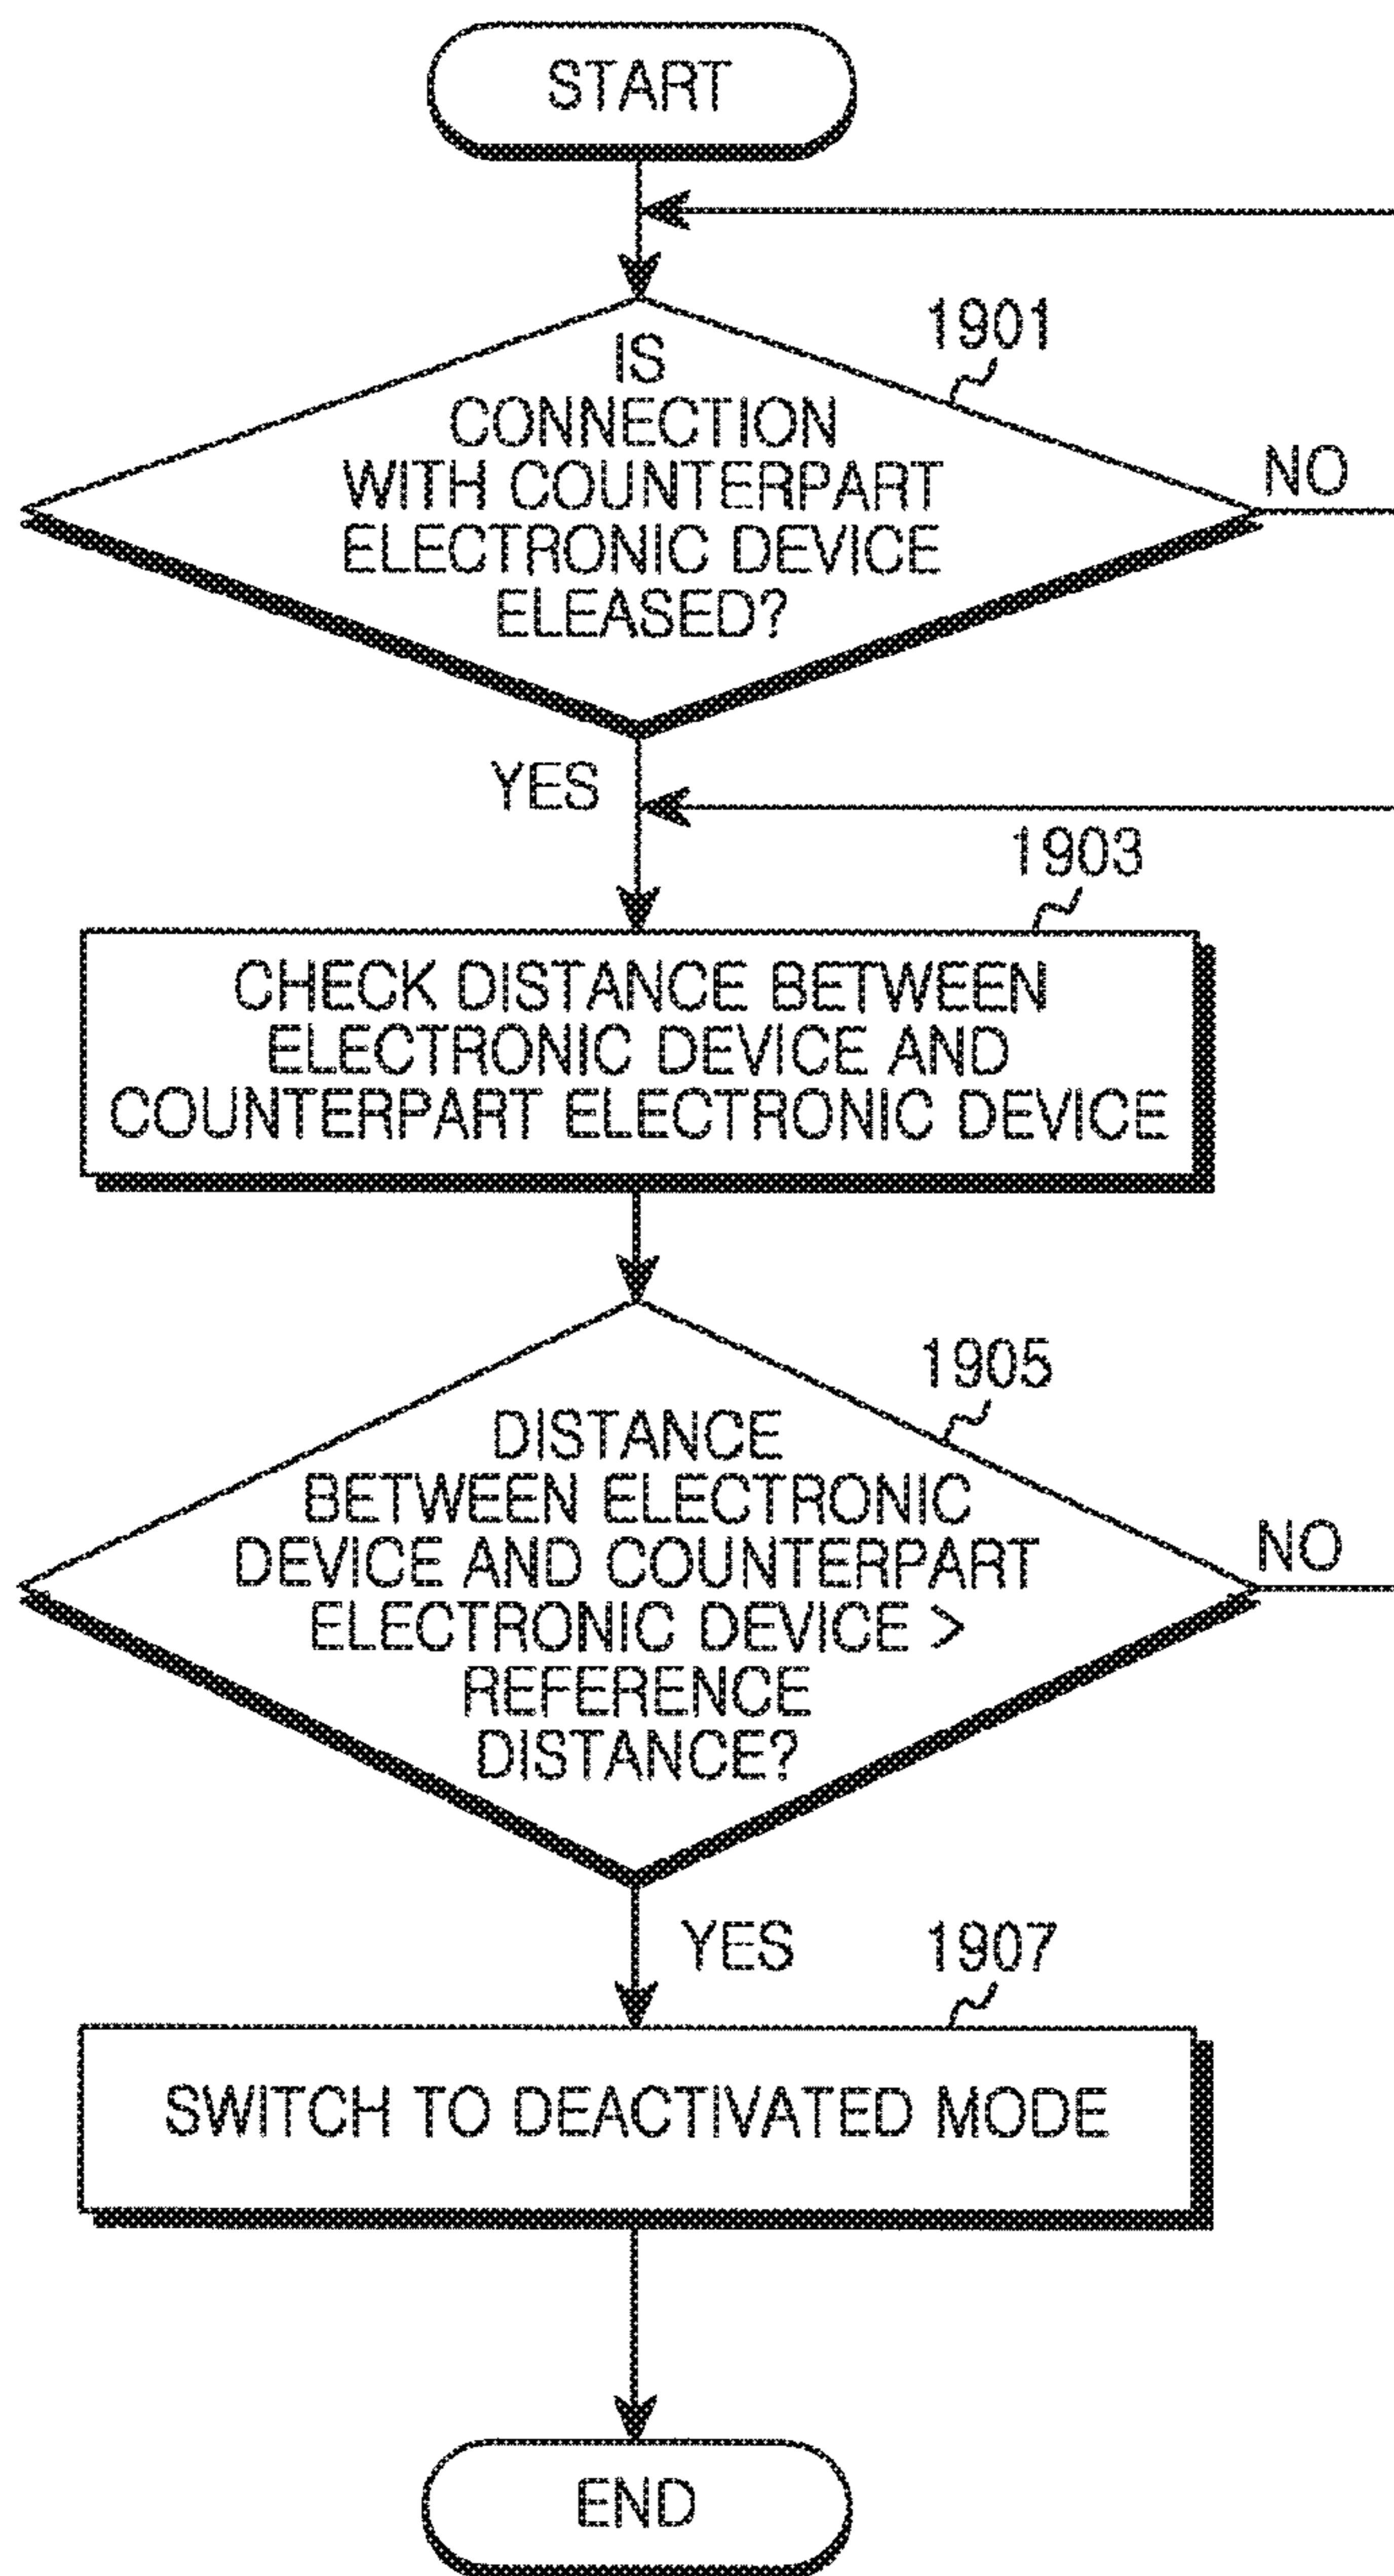 START
1901
IS
CONNECTION
WITH COUNTERPART
ELECTRONIC DEVICE
ELEASED?
NO
YES
1903
CHECK DISTANCE BETWEEN
ELECTRONIC DEVICE AND
COUNTERPART ELECTRONIC DEVICE
1905
DISTANCE
BETWEEN ELECTRONIC
DEVICE AND COUNTERPART
ELECTRONIC DEVICE >
REFERENCE
DISTANCE?
NO
YES
1907
SWITCH TO DEACTIVATED MODE
END